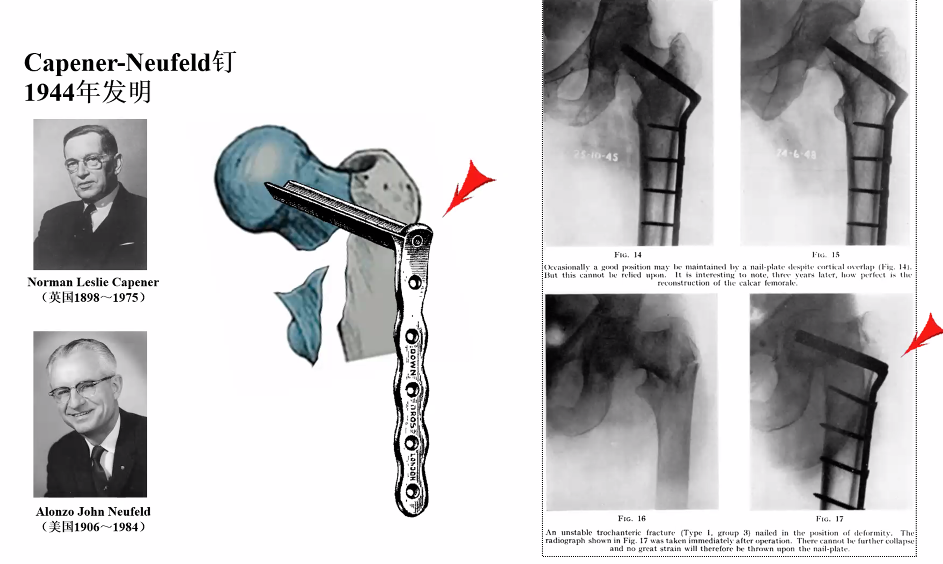 Capener-Neufeld钉
1944年发明
Norman Leslie Capener
（英国1898～1975）
Alonzo John Neufeld
（美国1906～1984）
DOWN
BROS
LONDON
25-10-45
FIG. 14
FIG. 15
Occasionally a good position may be maintained by a nail-plate despite cortical overlap (Fig. 14).
But this cannot be relied upon. It is interesting to note, three years later, how perfect is the
reconstruction of the calcar femorale.
FIG. 16
FIG. 17
An unstable trochanteric fracture (Type 1, group 3) nailed in the position of deformity. The
radiograph shown in Fig. 17 was taken immediately after operation. There cannot be further collapse
and no great strain will therefore be thrown upon the nail-plate.